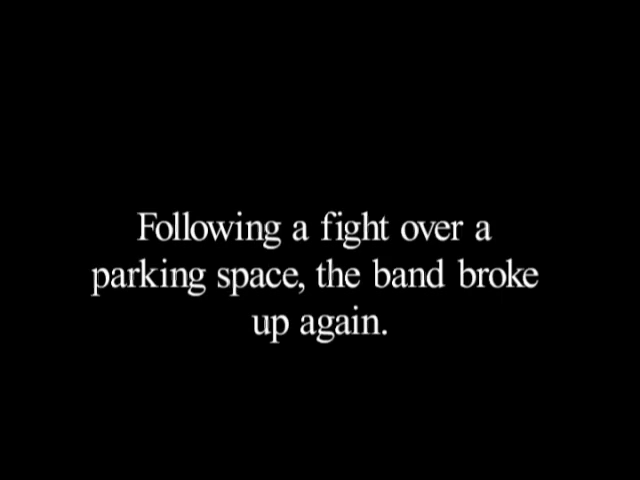 Following a fight over a
parking space, the band broke
up again.